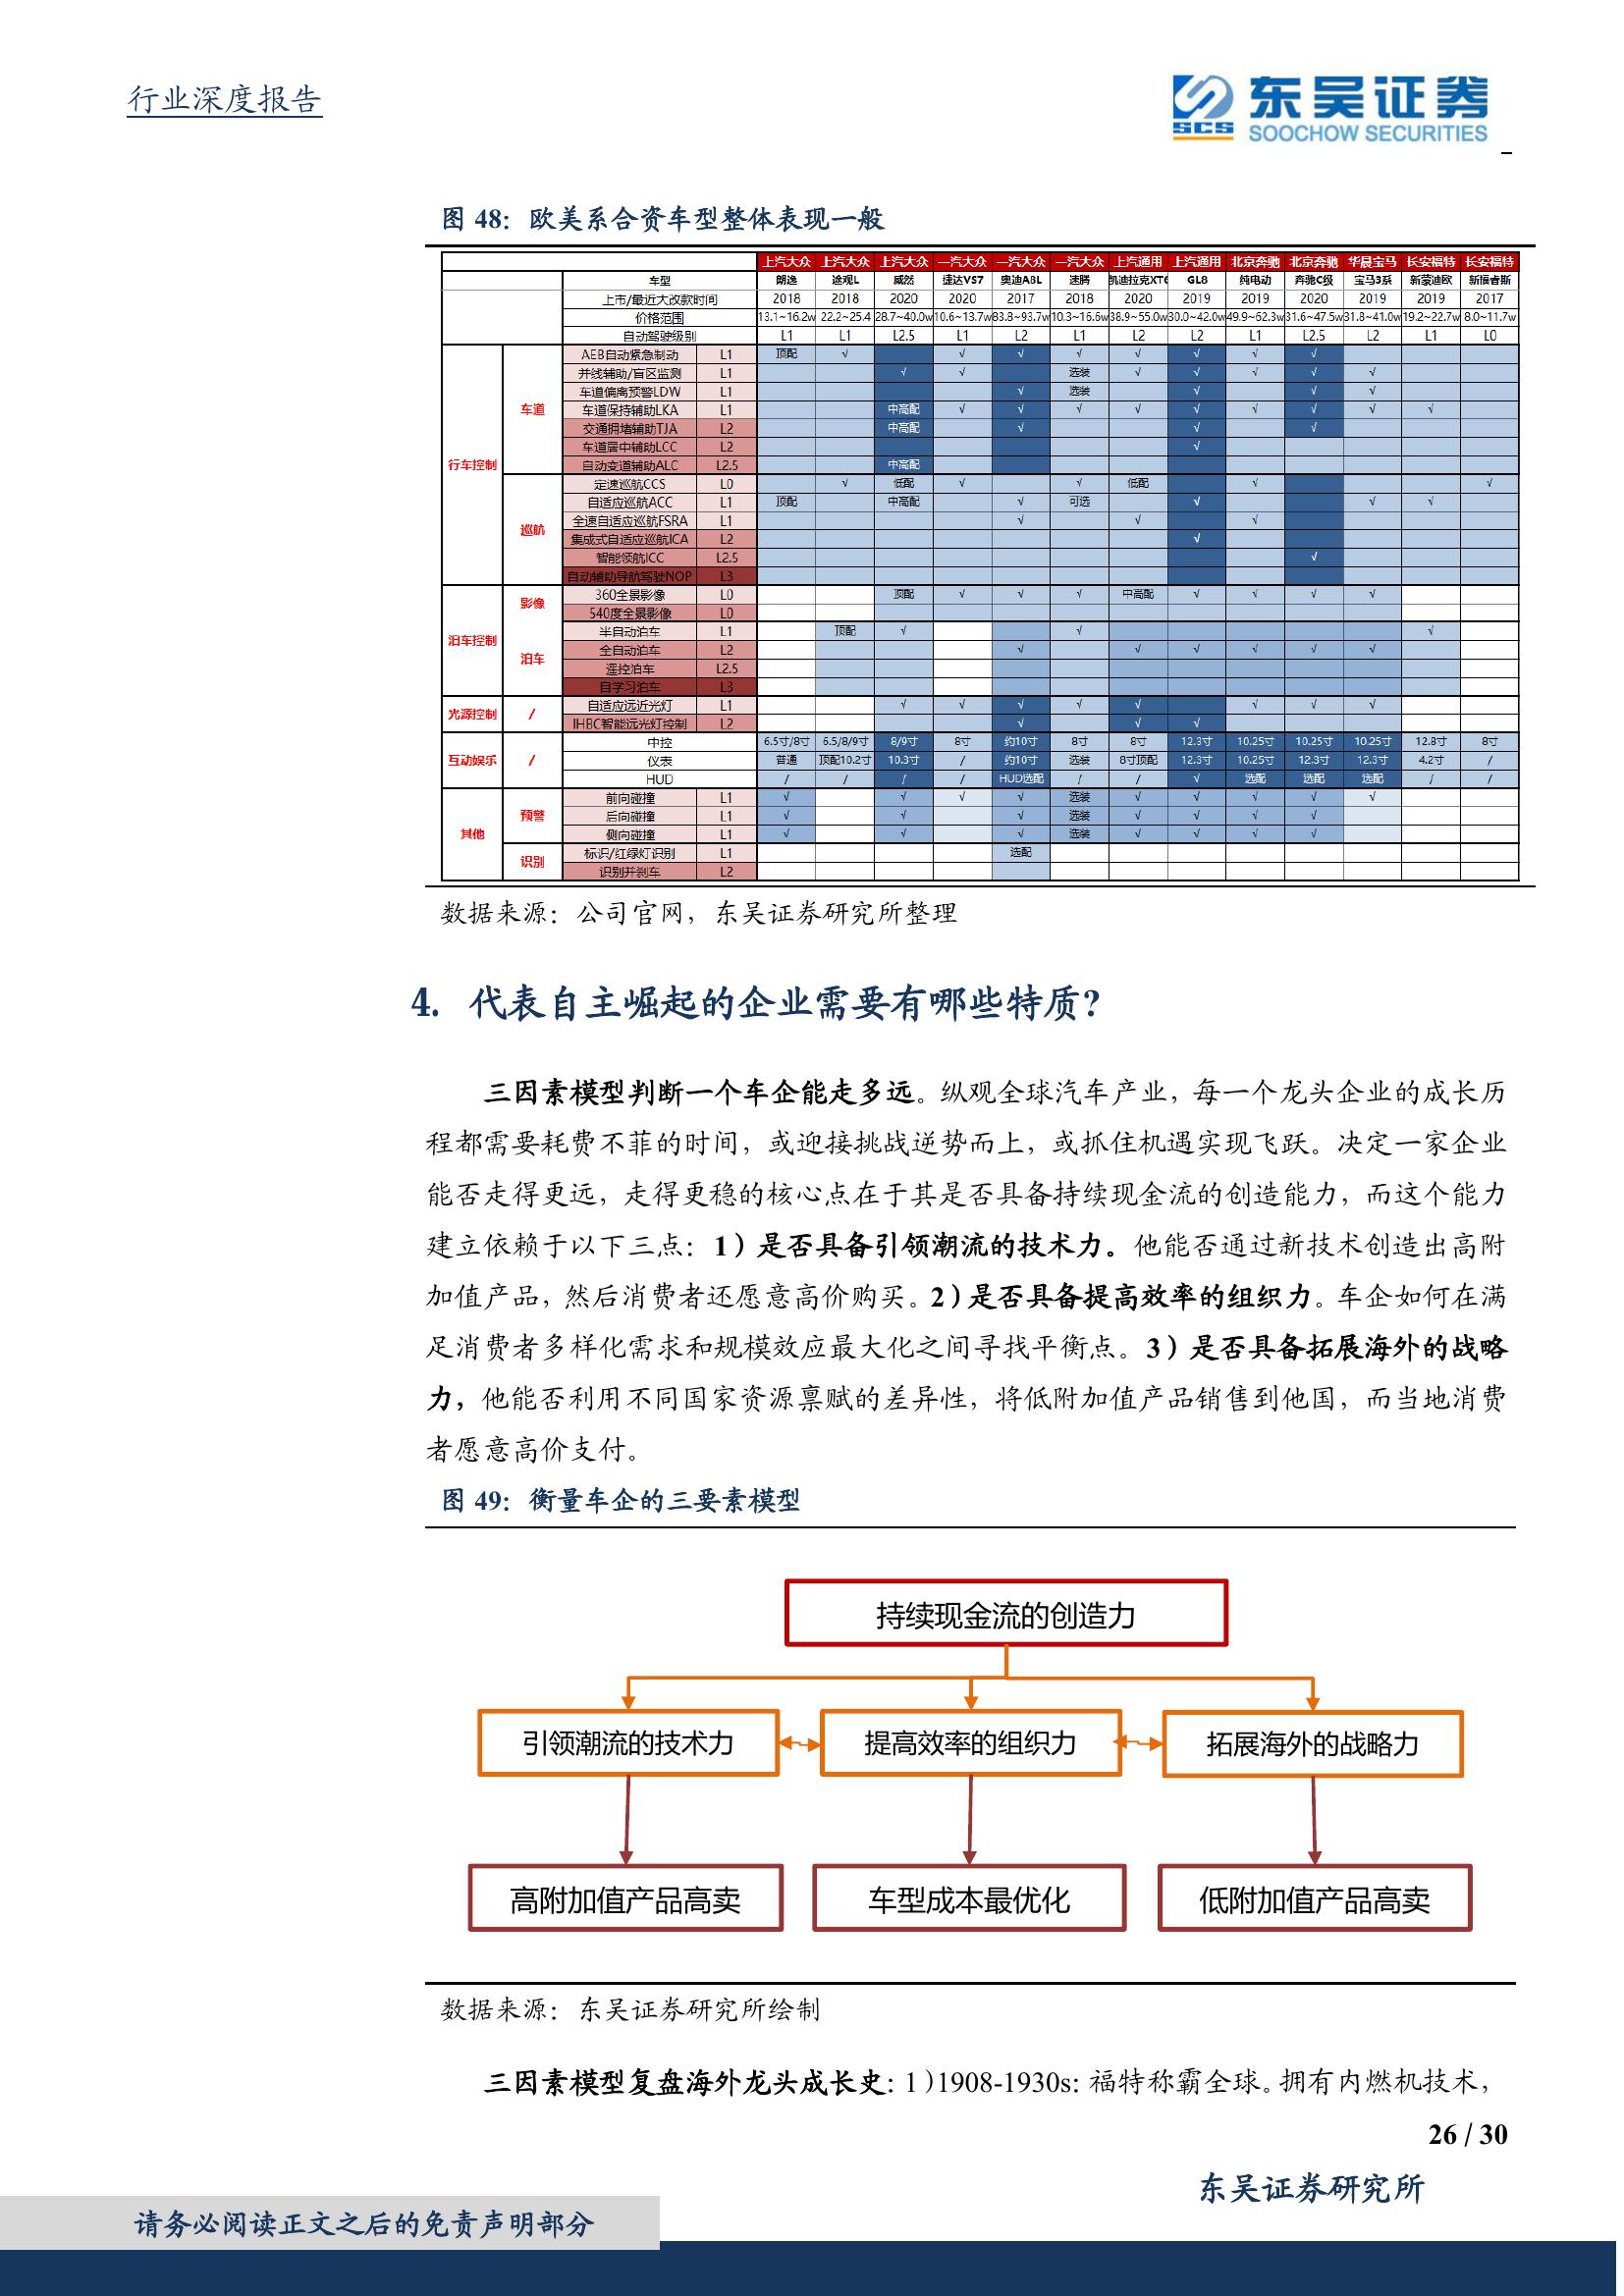 行业深度报告
东吴证券
SCS SOOCHOW SECURITIES
图 48：欧美系合资车型整体表现一般
上汽大众 上汽大众 上汽大众 一汽大众 一汽大众 一汽大众 上汽通用 上汽通用 北京奔驰 北京奔驰 华晨宝马 长安福特 长安福特
车型 朗逸 途观L 威然 捷达VS7 奥迪A8L 速腾 凯迪拉克XT6 GL8 纯电动 奔驰C级 宝马3系 新蒙迪欧 新福睿斯
上市/最近大改款时间 2018 2018 2020 2020 2017 2018 2020 2019 2019 2020 2019 2019 2017
价格范围 13.1~16.2w 22.2~25.4 28.7~40.0w 10.6~13.7w 83.8~93.7w 10.3~16.6w 38.9~55.0w 30.0~42.0w 49.9~62.3w 31.6~47.5w 31.8~41.0w 19.2~22.7w 8.0~11.7w
自动驾驶级别 L1 L1 L2.5 L1 L2 L1 L2 L2 L1 L2.5 L2 L1 L0
行车控制 车道 AEB自动紧急制动 L1 顶配 √ √ √ √ √ √ √ √
并线辅助/盲区监测 L1 √ √ 选装 √ √ √ √ √
车道偏离预警LDW L1 √ 选装 √ √ √
车道保持辅助LKA L1 中高配 √ √ √ √ √ √ √ √ √
交通拥堵辅助TJA L2 中高配 √ √ √
车道居中辅助LCC L2 √
自动变道辅助ALC L2.5 中高配
巡航 定速巡航CCS L0 √ 低配 √ √ 低配 √ √
自适应巡航ACC L1 顶配 中高配 √ 可选 √ √ √
全速自适应巡航FSRA L1 √ √ √
集成式自适应巡航ICA L2 √
智能领航ICC L2.5 √
自动辅助导航驾驶NOP L3
泊车控制 影像 360全景影像 L0 顶配 √ √ √ 中高配 √ √ √ √
540度全景影像 L0
泊车 半自动泊车 L1 顶配 √ √ √
全自动泊车 L2 √ √ √ √ √ √
遥控泊车 L2.5
自学习泊车 L3
光源控制 / 自适应远近光灯 L1 √ √ √ √ √ √ √ √
IHBC智能远光灯控制 L2 √ √ √
互动娱乐 / 中控 6.5寸/8寸 6.5/8/9寸 8/9寸 8寸 约10寸 8寸 8寸 12.3寸 10.25寸 10.25寸 10.25寸 12.8寸 8寸
仪表 普通 顶配10.2寸 10.3寸 / 约10寸 选装 8寸顶配 12.3寸 10.25寸 12.3寸 12.3寸 4.2寸 /
HUD / / / / HUD选配 / / √ 选配 选配 选配 / /
其他 预警 前向碰撞 L1 √ √ √ √ 选装 √ √ √ √ √
后向碰撞 L1 √ √ √ 选装 √ √ √ √
侧向碰撞 L1 √ √ √ 选装 √ √ √ √
识别 标识/红绿灯识别 L1 选配
识别并刹车 L2
数据来源：公司官网，东吴证券研究所整理
4. 代表自主崛起的企业需要有哪些特质？
三因素模型判断一个车企能走多远。纵观全球汽车产业，每一个龙头企业的成长历
程都需要耗费不菲的时间，或迎接挑战逆势而上，或抓住机遇实现飞跃。决定一家企业
能否走得更远，走得更稳的核心点在于其是否具备持续现金流的创造能力，而这个能力
建立依赖于以下三点：1）是否具备引领潮流的技术力。他能否通过新技术创造出高附
加值产品，然后消费者还愿意高价购买。2）是否具备提高效率的组织力。车企如何在满
足消费者多样化需求和规模效应最大化之间寻找平衡点。3）是否具备拓展海外的战略
力，他能否利用不同国家资源禀赋的差异性，将低附加值产品销售到他国，而当地消费
者愿意高价支付。
图 49：衡量车企的三要素模型
持续现金流的创造力
引领潮流的技术力 提高效率的组织力 拓展海外的战略力
高附加值产品高卖 车型成本最优化 低附加值产品高卖
数据来源：东吴证券研究所绘制
三因素模型复盘海外龙头成长史：1）1908-1930s：福特称霸全球。拥有内燃机技术，
26 / 30
东吴证券研究所
请务必阅读正文之后的免责声明部分